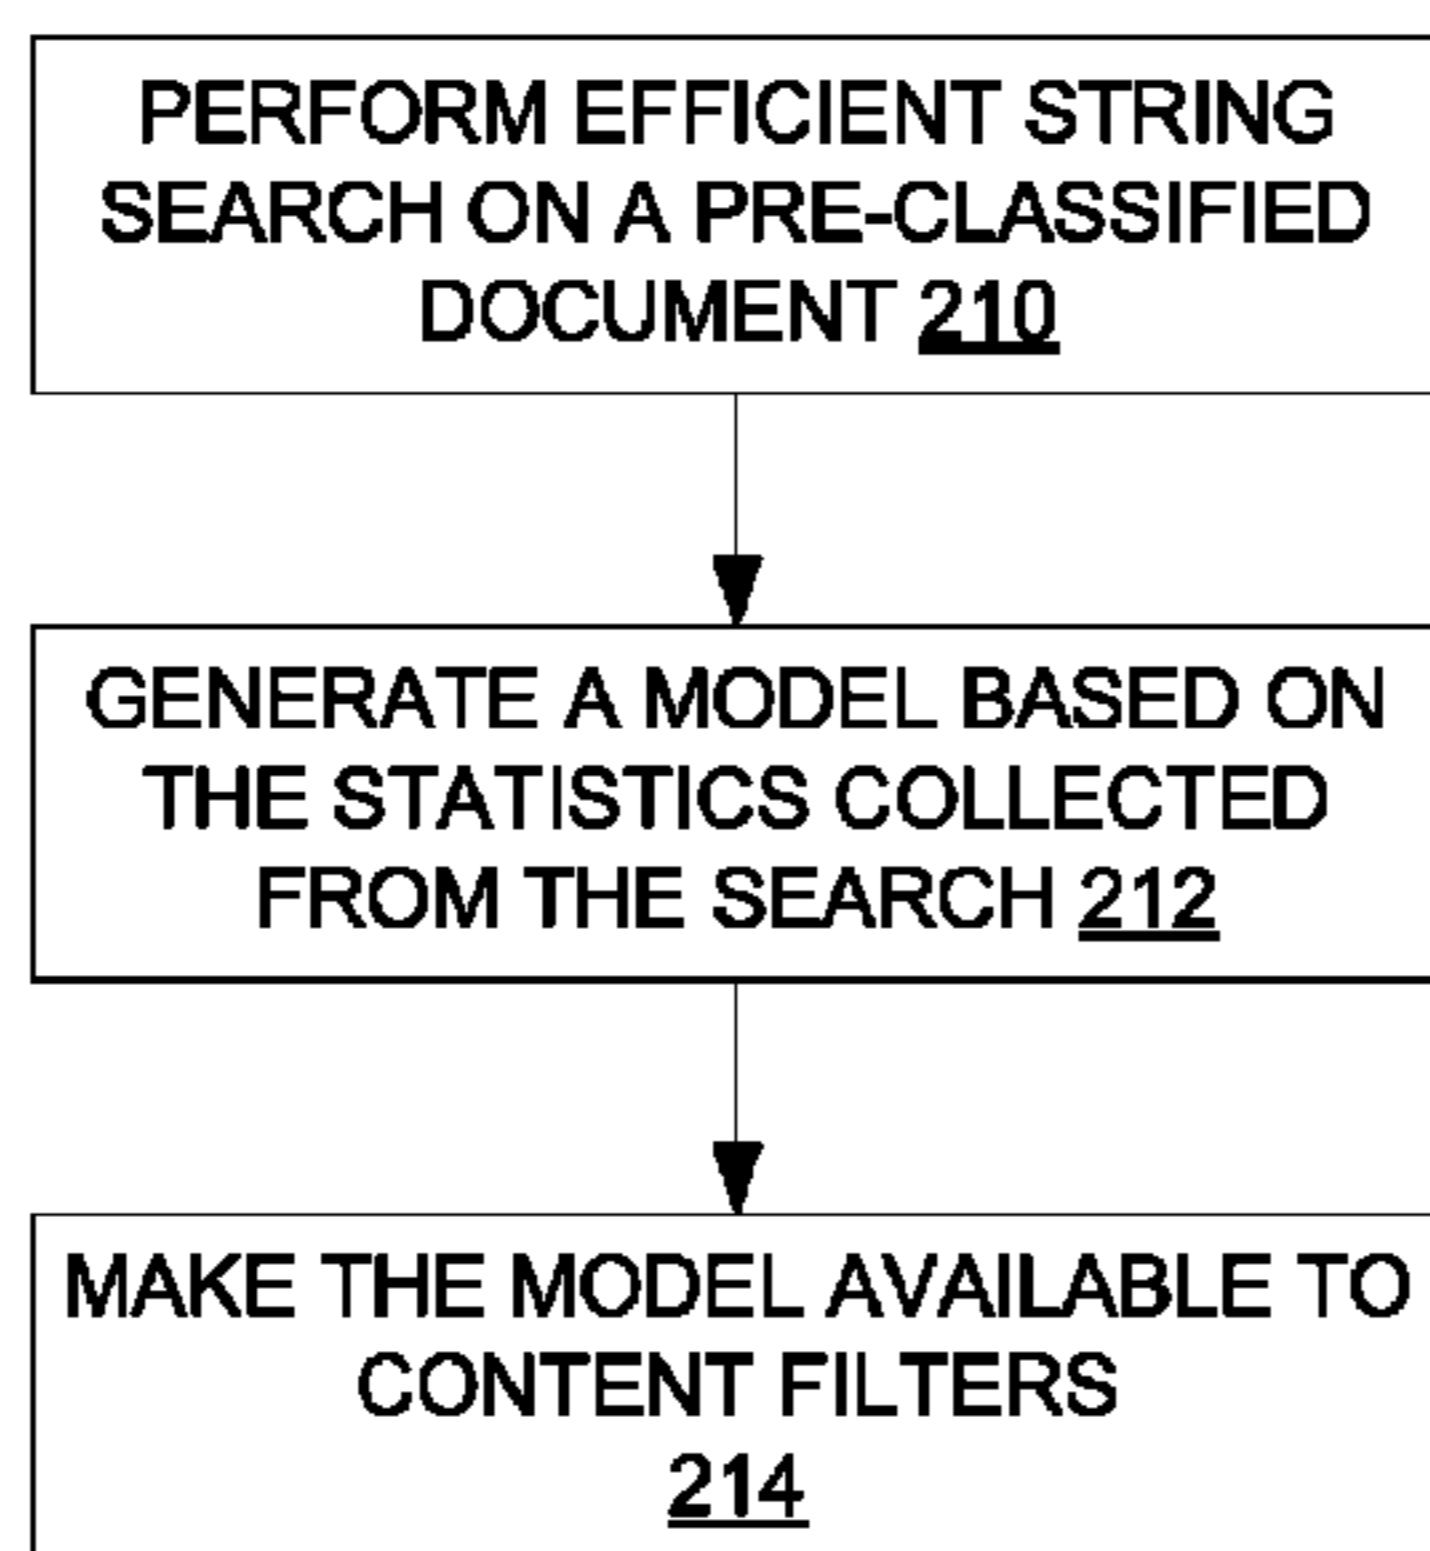 PERFORM EFFICIENT STRING
SEARCH ON A PRE-CLASSIFIED
DOCUMENT 210
GENERATE A MODEL BASED ON
THE STATISTICS COLLECTED
FROM THE SEARCH 212
MAKE THE MODEL AVAILABLE TO
CONTENT FILTERS
214